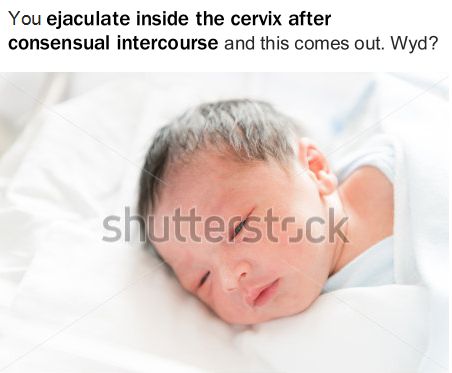 You ejaculate inside the cervix after
consensual intercourse and this comes out. Wyd?
shutterstock